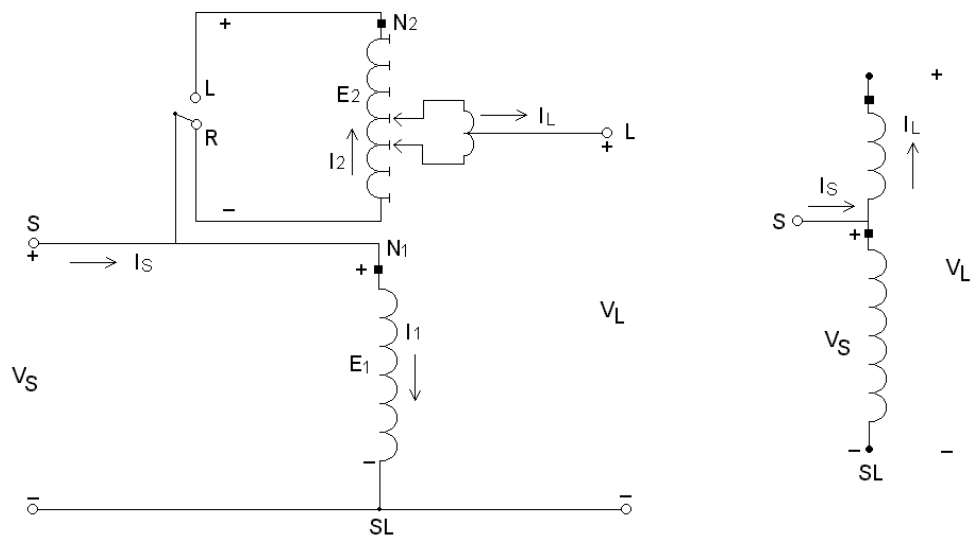 + N2
L
E2
R
I2
IL
L
+
–
S
+
IS
N1
+
I1
E1
VS
VL
–
–
SL
–
+
IL
IS
S
+
VL
VS
–
SL
–